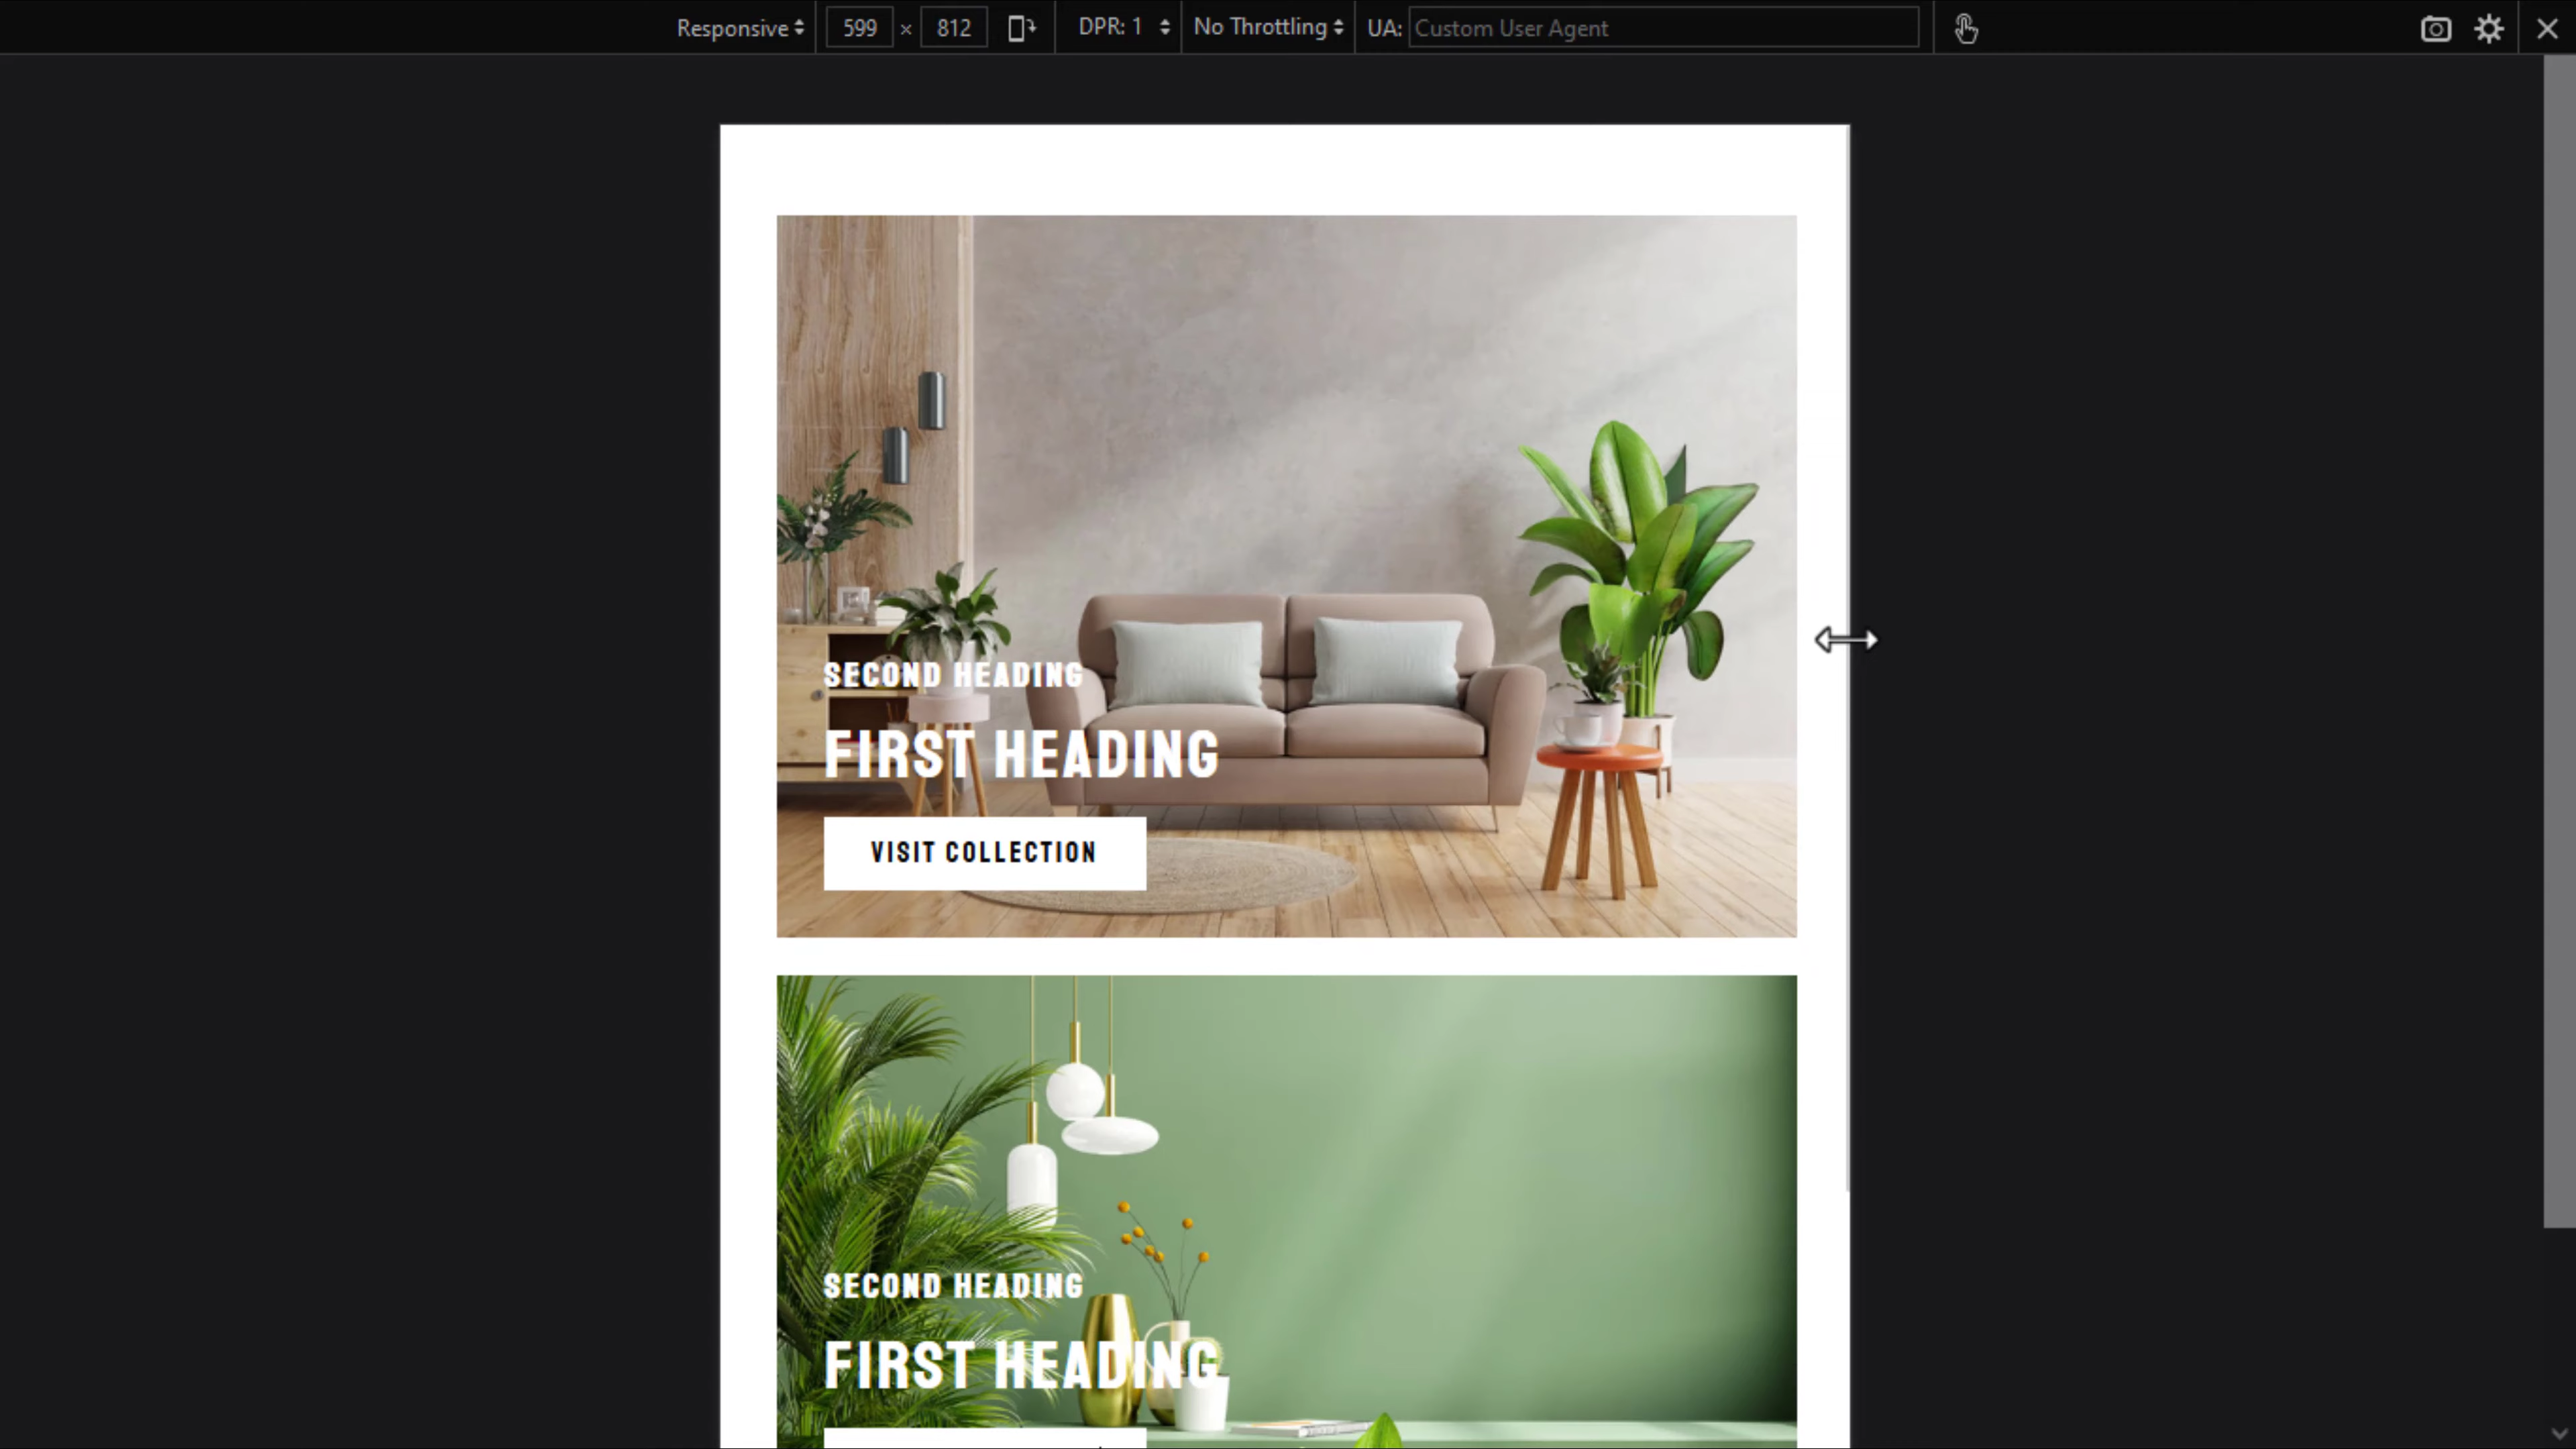 Responsive 599 × 812 DPR: 1 No Throttling UA: Custom User Agent
SECOND HEADING
FIRST HEADING
VISIT COLLECTION
SECOND HEADING
FIRST HEADING